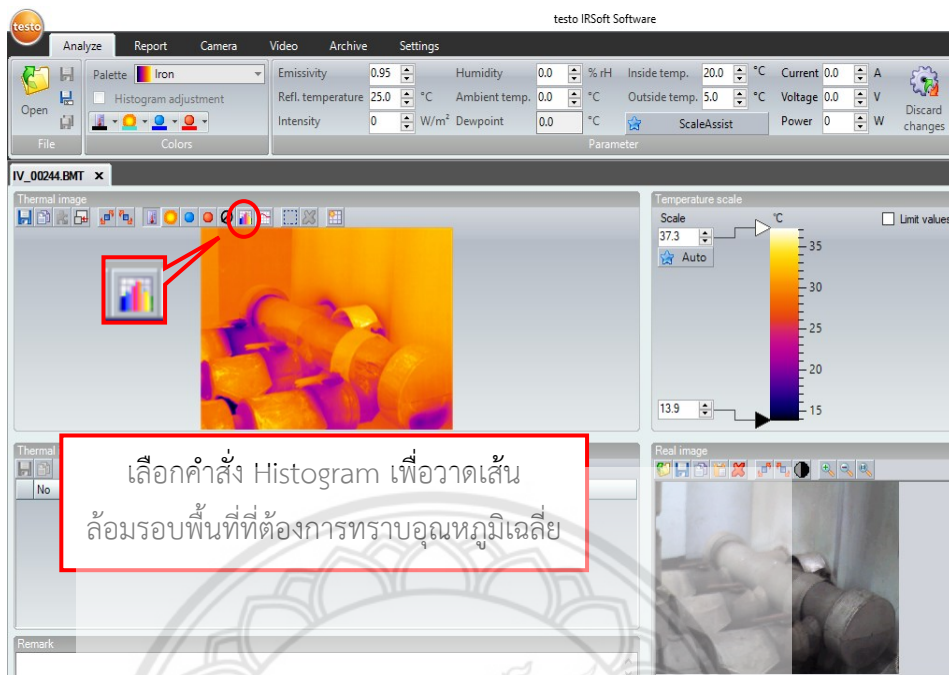 testo
testo IRSoft Software
Analyze Report Camera Video Archive Settings
Palette Iron Emissivity 0.95 Humidity 0.0 % rH Inside temp. 20.0 °C Current 0.0 A
Open Histogram adjustment Refl. temperature 25.0 °C Ambient temp. 0.0 °C Outside temp. 5.0 °C Voltage 0.0 V Discard changes
Intensity 0 W/m² Dewpoint 0.0 °C ScaleAssist Power 0 W
File Colors Parameter
IV_00244.BMT x
Thermal image Temperature scale
Scale °C Limit values
37.3
Auto
35
30
25
20
13.9
15
Thermal Real image
No
เลือกคำสั่ง Histogram เพื่อวาดเส้น
ล้อมรอบพื้นที่ที่ต้องการทราบอุณหภูมิเฉลี่ย
Remark